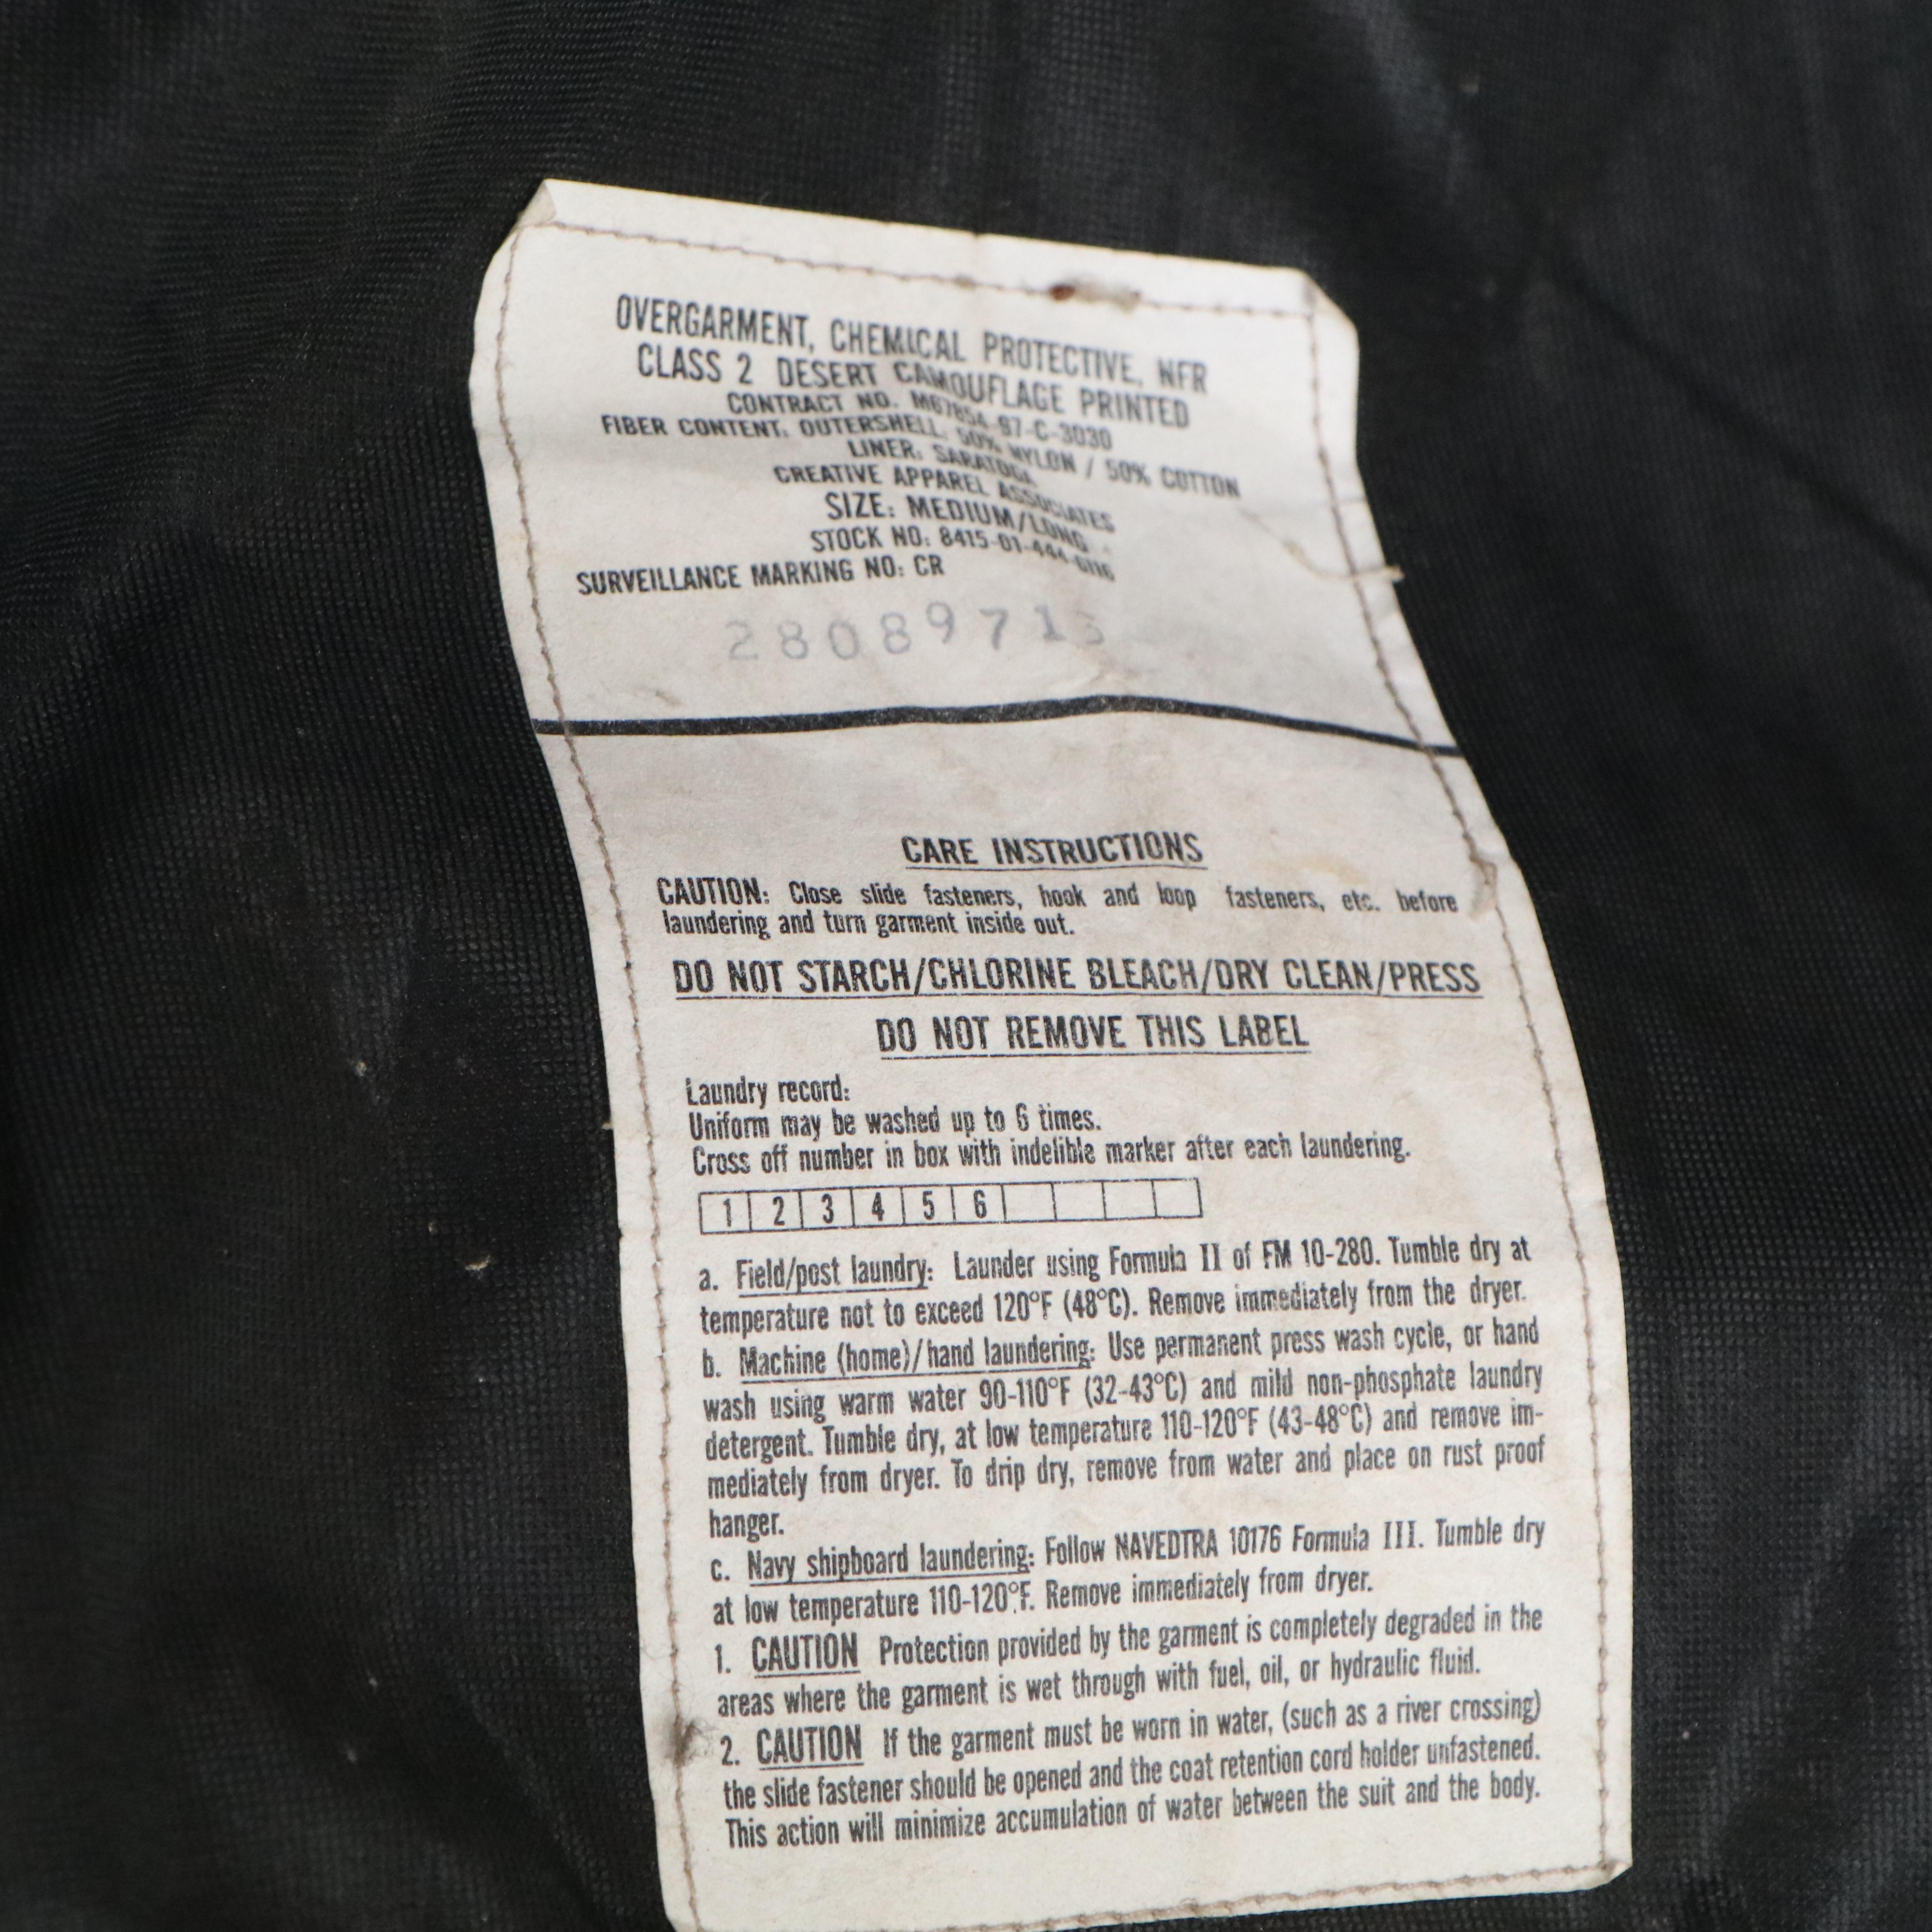 OVERGARMENT, CHEMICAL PROTECTIVE, NFR
CLASS 2 DESERT CAMOUFLAGE PRINTED
CONTRACT NO. M67854-97-C-3030
FIBER CONTENT: OUTERSHELL: 50% NYLON / 50% COTTON
LINER: SARATOGA
CREATIVE APPAREL ASSOCIATES
SIZE: MEDIUM/LONG
STOCK NO: 8415-01-444-6116
SURVEILLANCE MARKING NO: CR
28089713
CARE INSTRUCTIONS
CAUTION: Close slide fasteners, hook and loop fasteners, etc. before
laundering and turn garment inside out.
DO NOT STARCH/CHLORINE BLEACH/DRY CLEAN/PRESS
DO NOT REMOVE THIS LABEL
Laundry record:
Uniform may be washed up to 6 times.
Cross off number in box with indelible marker after each laundering.
1 2 3 4 5 6
a. Field/post laundry: Launder using Formula II of FM 10-280. Tumble dry at
temperature not to exceed 120°F (48°C). Remove immediately from the dryer.
b. Machine (home)/hand laundering: Use permanent press wash cycle, or hand
wash using warm water 90-110°F (32-43°C) and mild non-phosphate laundry
detergent. Tumble dry, at low temperature 110-120°F (43-48°C) and remove im-
mediately from dryer. To drip dry, remove from water and place on rust proof
hanger.
c. Navy shipboard laundering: Follow NAVEDTRA 10176 Formula III. Tumble dry
at low temperature 110-120°F. Remove immediately from dryer.
1. CAUTION Protection provided by the garment is completely degraded in the
areas where the garment is wet through with fuel, oil, or hydraulic fluid.
2. CAUTION If the garment must be worn in water, (such as a river crossing)
the slide fastener should be opened and the coat retention cord holder unfastened.
This action will minimize accumulation of water between the suit and the body.